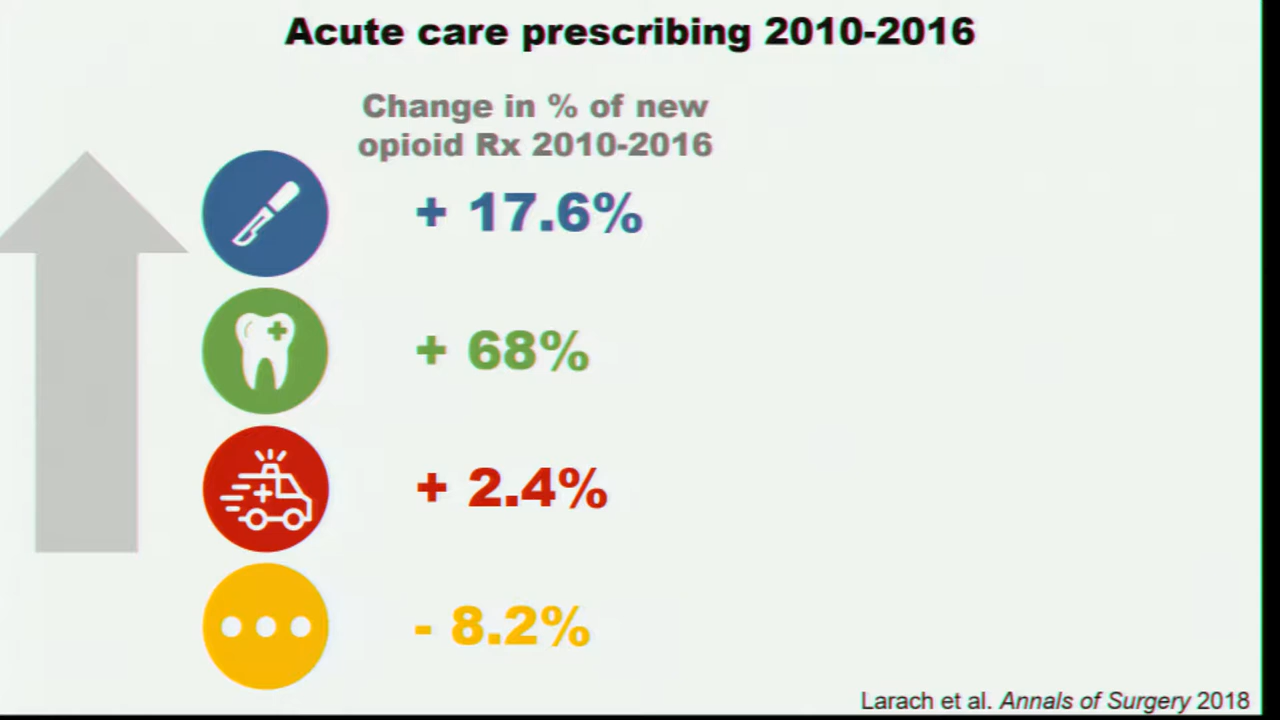 Acute care prescribing 2010-2016
Change in % of new
opioid Rx 2010-2016
+ 17.6%
+ 68%
+ 2.4%
- 8.2%
Larach et al. Annals of Surgery 2018